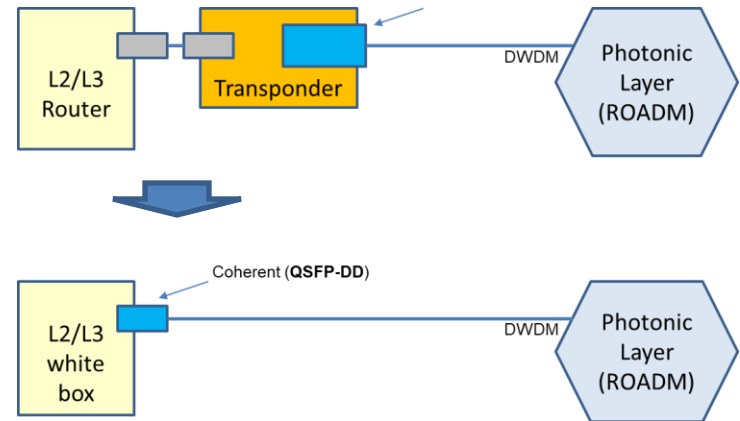 L2/L3
Router
Transponder
DWDM
Photonic
Layer
(ROADM)
Coherent (QSFP-DD)
L2/L3
white
box
DWDM
Photonic
Layer
(ROADM)